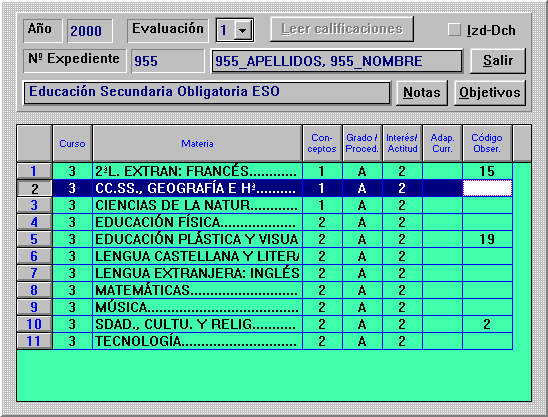 Año 2000 Evaluación 1 Leer calificaciones Izd-Dch
Nº Expediente 955 955_APELLIDOS, 955_NOMBRE Salir
Educación Secundaria Obligatoria ESO Notas Objetivos
Curso Materia Con- Grado / Interés/ Adap. Código
ceptos Proced. Actitud Curr. Obser.
1 3 2ªL. EXTRAN: FRANCÉS............ 1 A 2 15
2 3 CC.SS., GEOGRAFÍA E Hª.......... 1 A 2
3 3 CIENCIAS DE LA NATUR............ 1 A 2
4 3 EDUCACIÓN FÍSICA................ 2 A 2
5 3 EDUCACIÓN PLÁSTICA Y VISUA 2 A 2 19
6 3 LENGUA CASTELLANA Y LITERA 2 A 2
7 3 LENGUA EXTRANJERA: INGLÉS 2 A 2
8 3 MATEMÁTICAS..................... 2 A 2
9 3 MÚSICA.......................... 2 A 2
10 3 SDAD., CULTU. Y RELIG........... 2 A 2 2
11 3 TECNOLOGÍA...................... 2 A 2